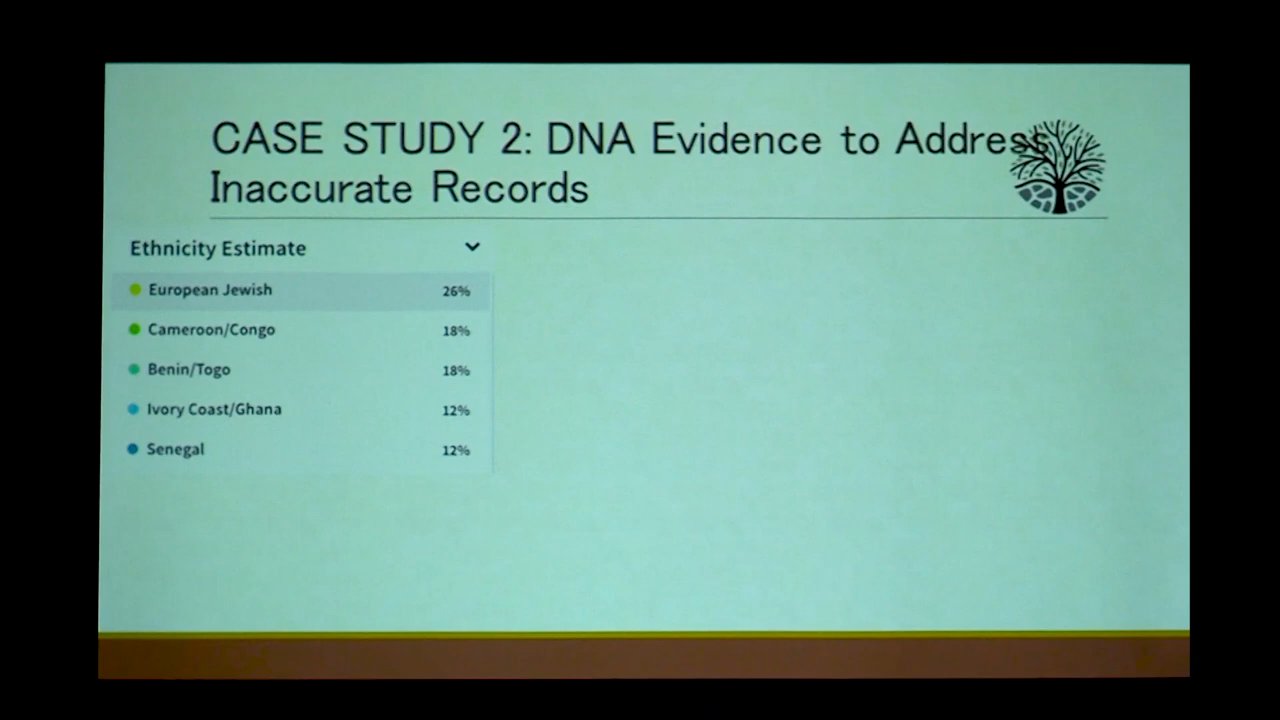 CASE STUDY 2: DNA Evidence to Address
Inaccurate Records
Ethnicity Estimate
European Jewish 26%
Cameroon/Congo 18%
Benin/Togo 18%
Ivory Coast/Ghana 12%
Senegal 12%